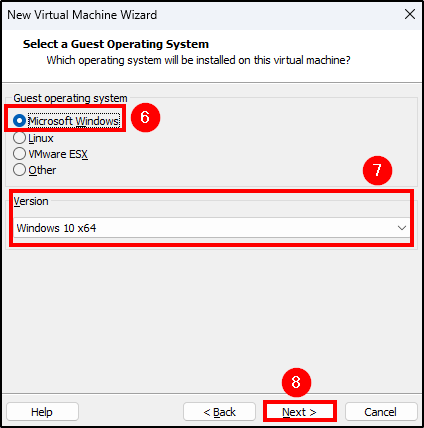 New Virtual Machine Wizard
Select a Guest Operating System
Which operating system will be installed on this virtual machine?
Guest operating system
Microsoft Windows
6
Linux
VMware ESX
Other
7
Version
Windows 10 x64
8
Help
< Back
Next >
Cancel